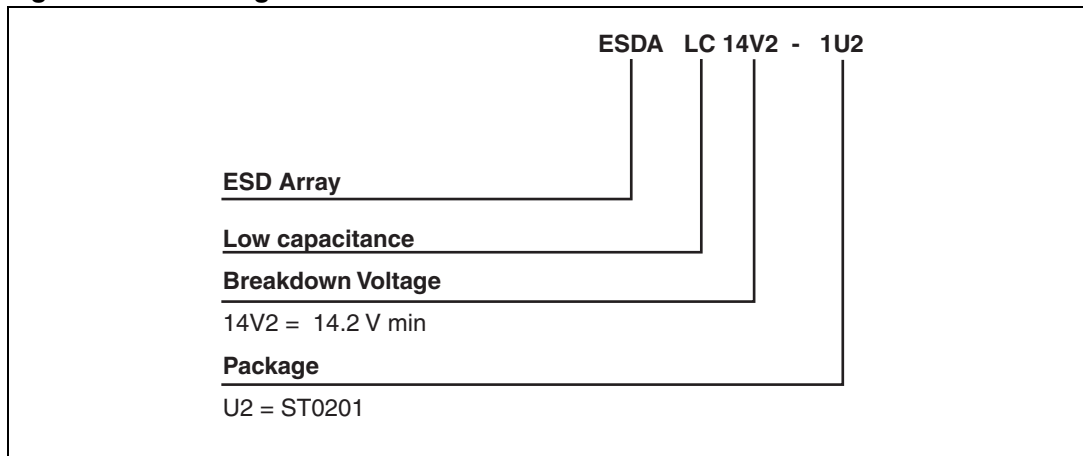 ESDA LC 14V2 - 1U2
ESD Array
Low capacitance
Breakdown Voltage
14V2 = 14.2 V min
Package
U2 = ST0201